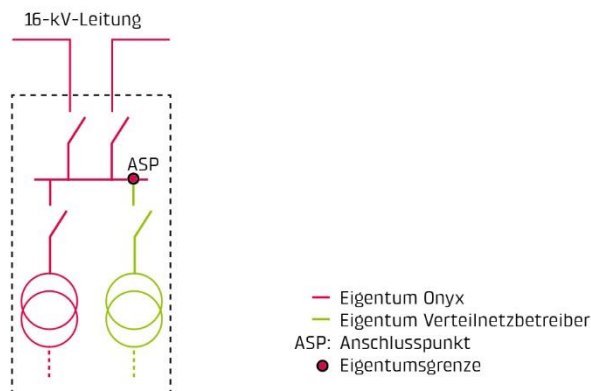 16-kV-Leitung
ASP
Eigentum Onyx
Eigentum Verteilnetzbetreiber
ASP: Anschlusspunkt
Eigentumsgrenze